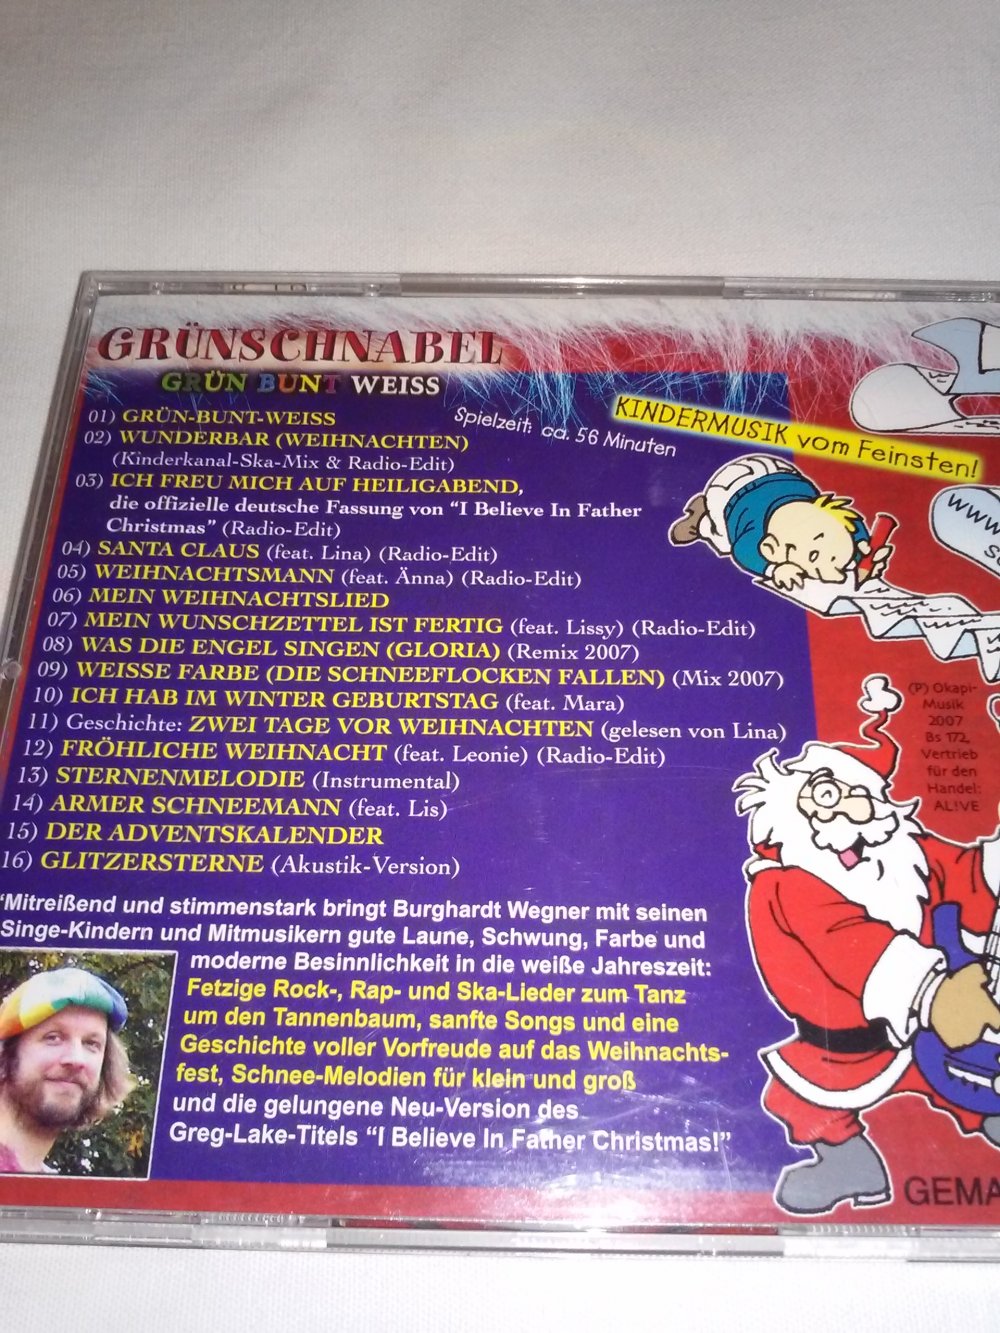 GRÜNSCHNABEL
GRÜN BUNT WEISS
Spielzeit: ca. 56 Minuten
KINDERMUSIK vom Feinsten!
01) GRÜN-BUNT-WEISS
02) WUNDERBAR (WEIHNACHTEN)
(Kinderkanal-Ska-Mix & Radio-Edit)
03) ICH FREU MICH AUF HEILIGABEND,
die offizielle deutsche Fassung von “I Believe In Father
Christmas” (Radio-Edit)
04) SANTA CLAUS (feat. Lina) (Radio-Edit)
05) WEIHNACHTSMANN (feat. Änna) (Radio-Edit)
06) MEIN WEIHNACHTSLIED
07) MEIN WUNSCHZETTEL IST FERTIG (feat. Lissy) (Radio-Edit)
08) WAS DIE ENGEL SINGEN (GLORIA) (Remix 2007)
09) WEISSE FARBE (DIE SCHNEEFLOCKEN FALLEN) (Mix 2007)
10) ICH HAB IM WINTER GEBURTSTAG (feat. Mara)
11) Geschichte: ZWEI TAGE VOR WEIHNACHTEN (gelesen von Lina)
12) FRÖHLICHE WEIHNACHT (feat. Leonie) (Radio-Edit)
13) STERNENMELODIE (Instrumental)
14) ARMER SCHNEEMANN (feat. Lis)
15) DER ADVENTSKALENDER
16) GLITZERSTERNE (Akustik-Version)
www.
(P) Okapi-
Musik
2007
Bs 172,
Vertrieb
für den
Handel:
AL!VE
"Mitreißend und stimmenstark bringt Burghardt Wegner mit seinen
Singe-Kindern und Mitmusikern gute Laune, Schwung, Farbe und
moderne Besinnlichkeit in die weiße Jahreszeit:
Fetzige Rock-, Rap- und Ska-Lieder zum Tanz
um den Tannenbaum, sanfte Songs und eine
Geschichte voller Vorfreude auf das Weihnachts-
fest, Schnee-Melodien für klein und groß
und die gelungene Neu-Version des
Greg-Lake-Titels “I Believe In Father Christmas!”
GEMA